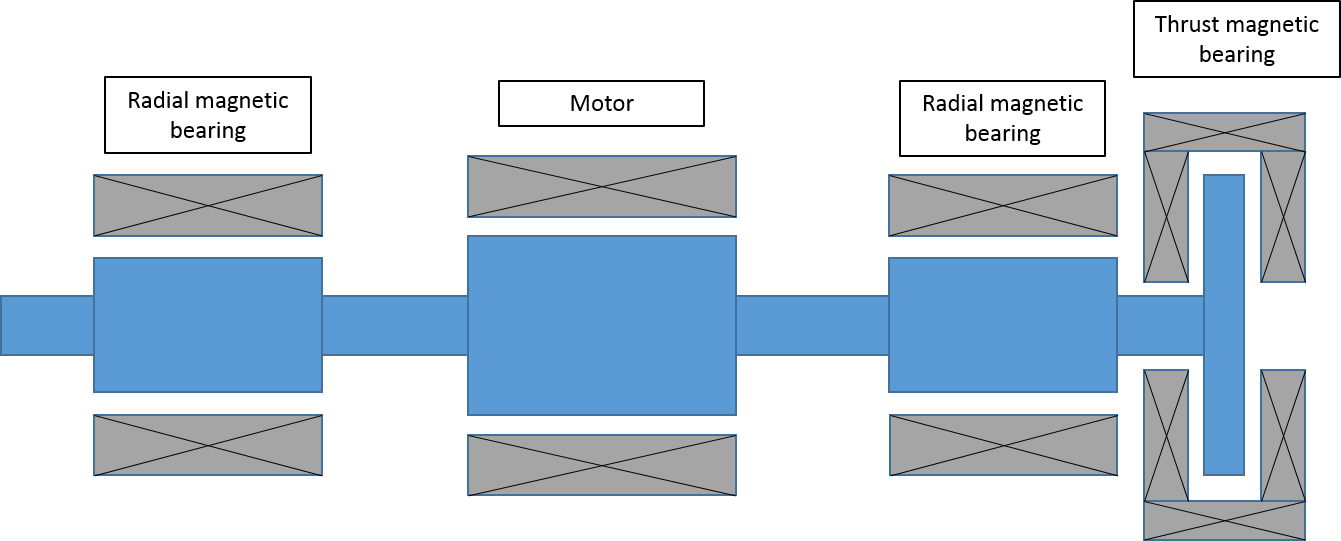 Radial magnetic
bearing
Motor
Radial magnetic
bearing
Thrust magnetic
bearing